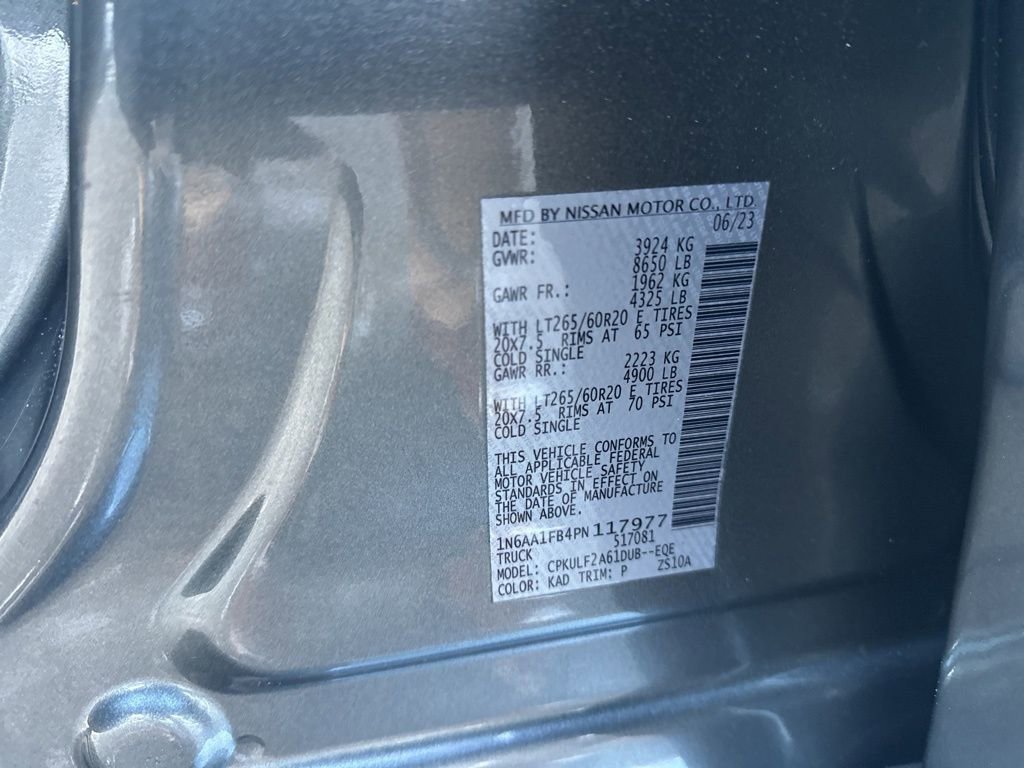 MFD BY NISSAN MOTOR CO., LTD.
DATE: 06/23
GVWR: 3924 KG
8650 LB
GAWR FR.: 1962 KG
4325 LB
WITH LT265/60R20 E TIRES
20X7.5 RIMS AT 65 PSI
COLD SINGLE
GAWR RR.: 2223 KG
4900 LB
WITH LT265/60R20 E TIRES
20X7.5 RIMS AT 70 PSI
COLD SINGLE
THIS VEHICLE CONFORMS TO
ALL APPLICABLE FEDERAL
MOTOR VEHICLE SAFETY
STANDARDS IN EFFECT ON
THE DATE OF MANUFACTURE
SHOWN ABOVE.
1N6AA1FB4PN 117977
TRUCK 517081
MODEL: CPKULF2A61DUB--EQE
COLOR: KAD TRIM: P ZS10A